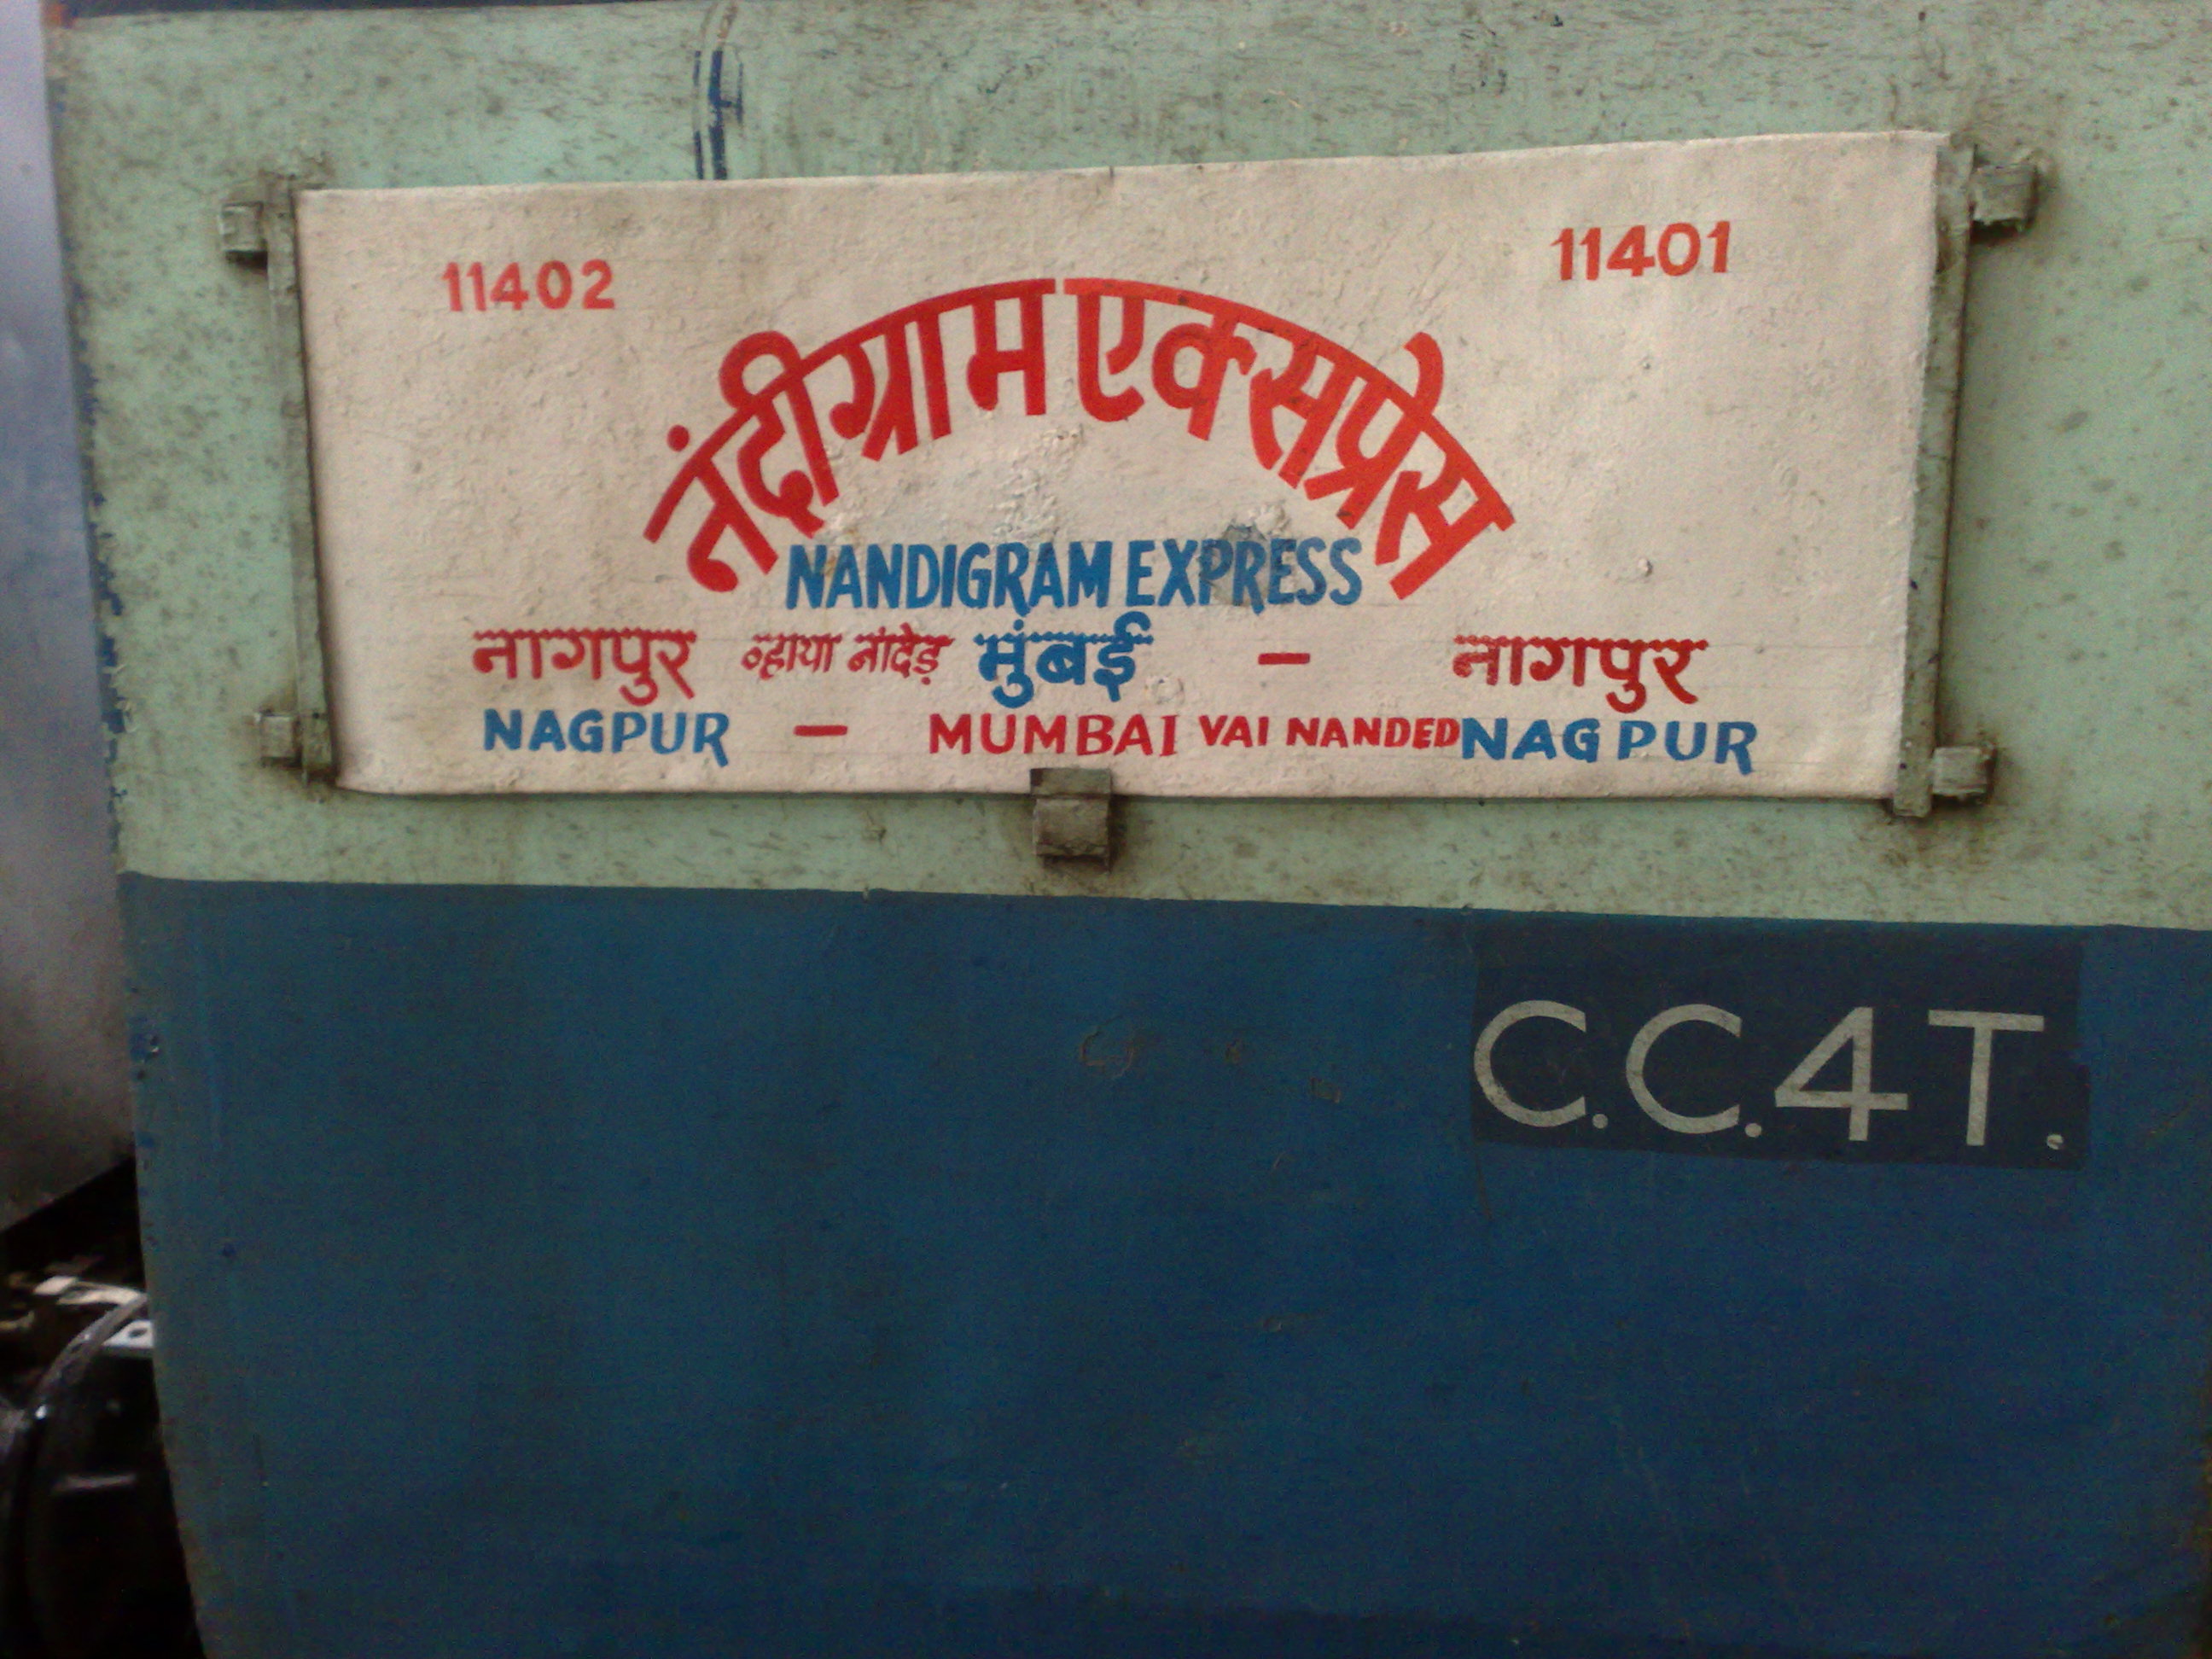 11402 11401
नंदीग्राम एक्सप्रेस
NANDIGRAM EXPRESS
नागपुर व्हाया नांदेड़ मुंबई - नागपुर
NAGPUR - MUMBAI VAI NANDED NAGPUR
C.C.4T.